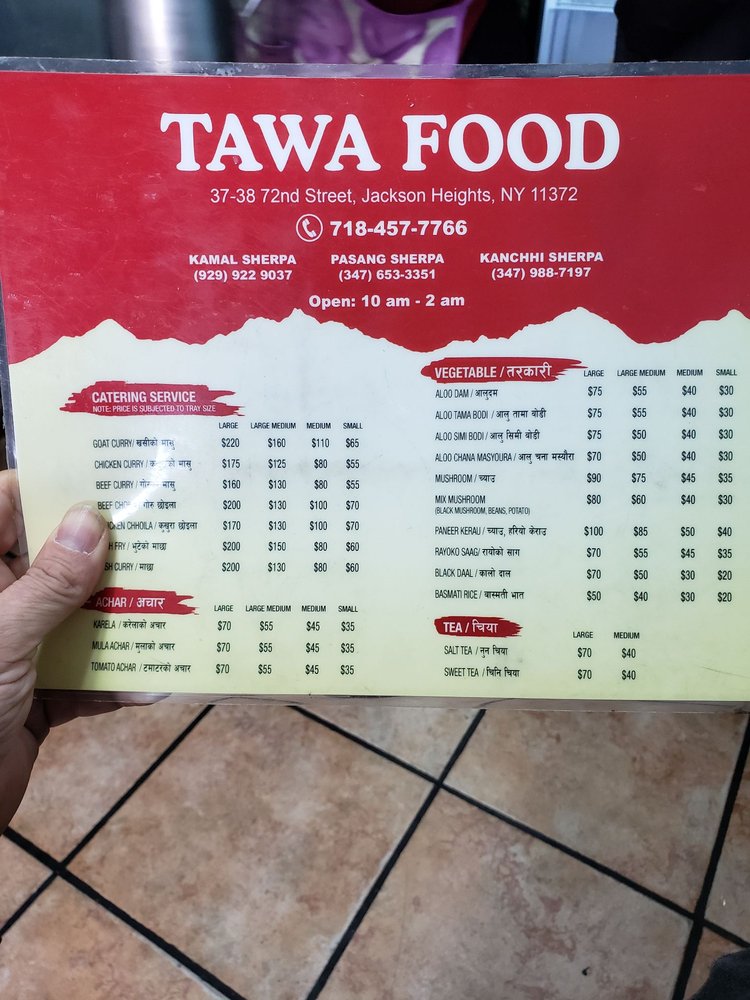 TAWA FOOD
37-38 72nd Street, Jackson Heights, NY 11372
718-457-7766
KAMAL SHERPA PASANG SHERPA KANCHHI SHERPA
(929) 922 9037 (347) 653-3351 (347) 988-7197
Open: 10 am - 2 am
CATERING SERVICE
NOTE: PRICE IS SUBJECTED TO TRAY SIZE
LARGE LARGE MEDIUM MEDIUM SMALL
GOAT CURRY/ खसीको मासु $220 $160 $110 $65
CHICKEN CURRY / मासु $175 $125 $80 $55
BEEF CURRY / मासु $160 $130 $80 $55
BEEF गोरु छोइला $200 $130 $100 $70
CHHOILA / कुखुरा छोइला $170 $130 $100 $70
FRY / भुटेको माछा $200 $150 $80 $60
CURRY / माछा $200 $130 $80 $60
ACHAR / अचार
LARGE LARGE MEDIUM MEDIUM SMALL
KARELA / करेलाको अचार $70 $55 $45 $35
MULA ACHAR / मुलाको अचार $70 $55 $45 $35
TOMATO ACHAR / टमाटरको अचार $70 $55 $45 $35
VEGETABLE / तरकारी
LARGE LARGE MEDIUM MEDIUM SMALL
ALOO DAM / आलुदम $75 $55 $40 $30
ALOO TAMA BODI / आलु तामा बोडी $75 $55 $40 $30
ALOO SIMI BODI / आलु सिमी बोडी $75 $50 $40 $30
ALOO CHANA MASYOURA / आलु चना मस्यौरा $70 $50 $40 $30
MUSHROOM / च्याउ $90 $75 $45 $35
MIX MUSHROOM $80 $60 $40 $30
(BLACK MUSHROOM, BEANS, POTATO)
PANEER KERAU / च्याउ, हरियो केराउ $100 $85 $50 $40
RAYOKO SAAG/ रायोको साग $70 $55 $45 $35
BLACK DAAL / कालो दाल $70 $50 $30 $20
BASMATI RICE / बास्मती भात $50 $40 $30 $20
TEA / चिया
LARGE MEDIUM
SALT TEA / नुन चिया $70 $40
SWEET TEA / चिनि चिया $70 $40